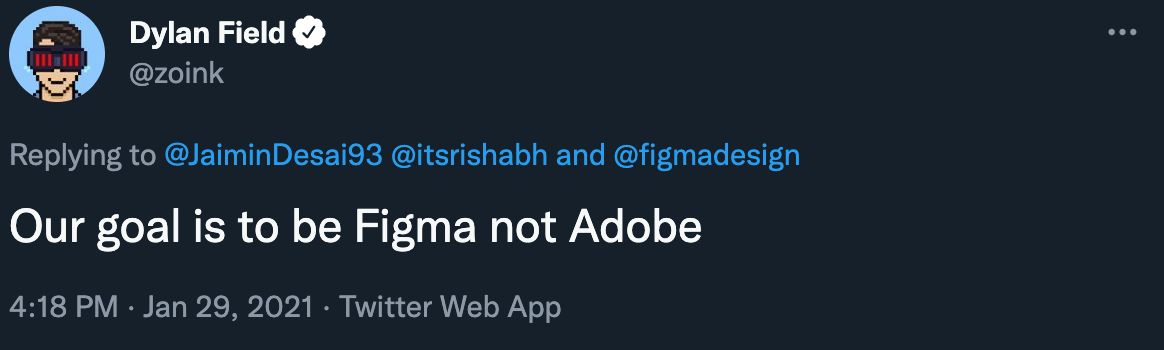 Dylan Field
@zoink
Replying to @JaiminDesai93 @itsrishabh and @figmadesign
Our goal is to be Figma not Adobe
4:18 PM · Jan 29, 2021 · Twitter Web App